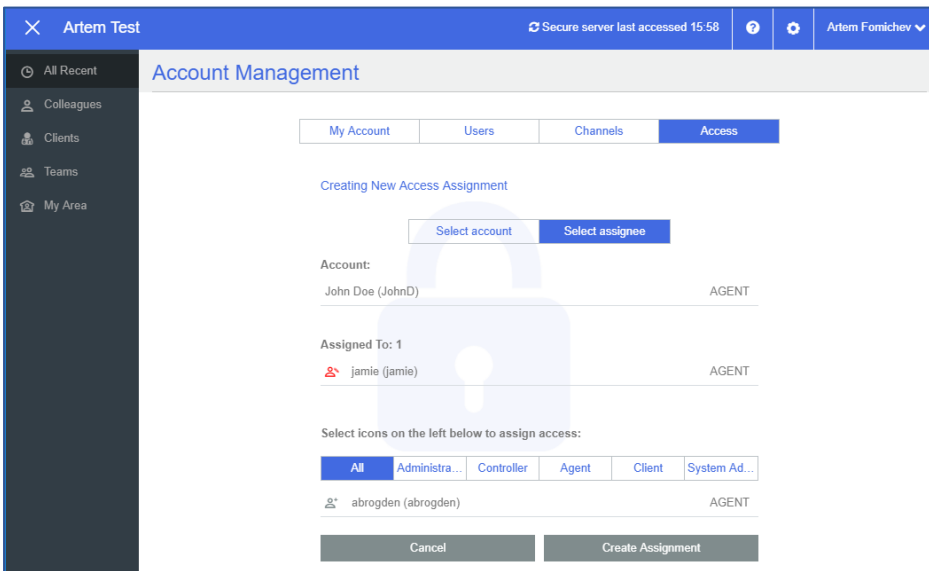 Artem Test
Secure server last accessed 15:58
Artem Fomichev
All Recent
Colleagues
Clients
Teams
My Area
Account Management
My Account
Users
Channels
Access
Creating New Access Assignment
Select account
Select assignee
Account:
John Doe (JohnD) AGENT
Assigned To: 1
jamie (jamie) AGENT
Select icons on the left below to assign access:
All
Administra...
Controller
Agent
Client
System Ad...
abrogden (abrogden) AGENT
Cancel
Create Assignment